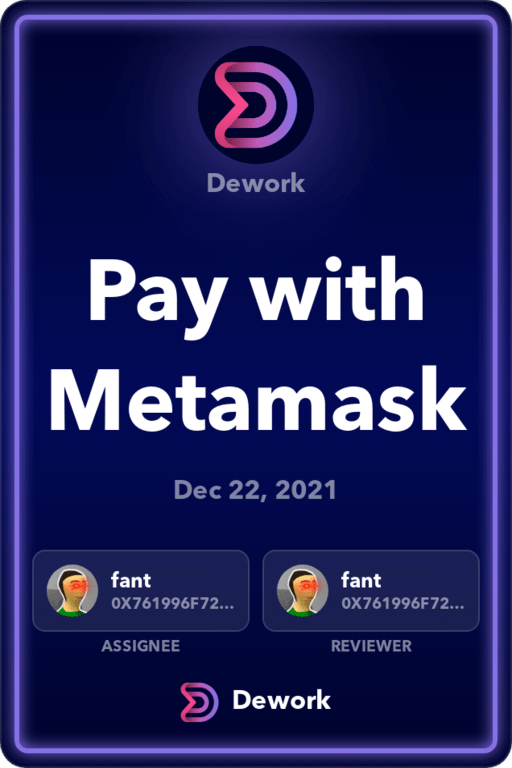 Dework
Pay with
Metamask
Dec 22, 2021
fant
0X761996F72...
ASSIGNEE
fant
0X761996F72...
REVIEWER
Dework